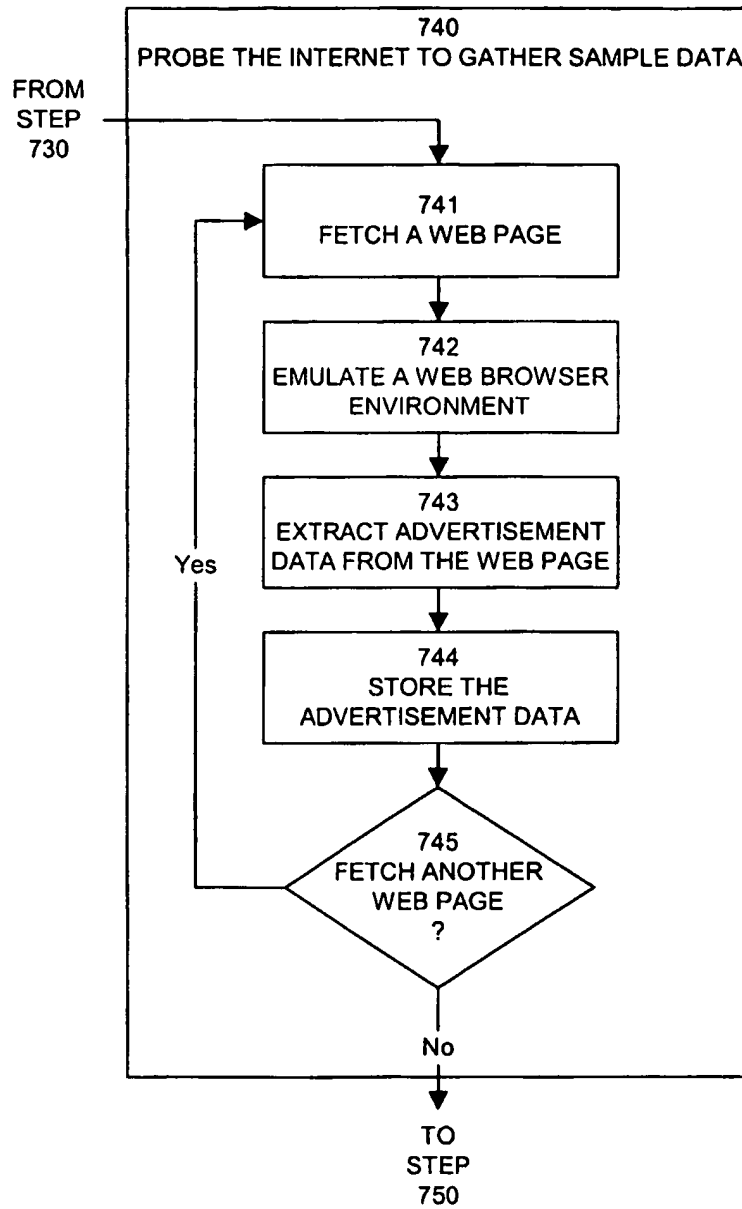 740
PROBE THE INTERNET TO GATHER SAMPLE DATA
FROM
STEP
730
741
FETCH A WEB PAGE
742
EMULATE A WEB BROWSER
ENVIRONMENT
743
EXTRACT ADVERTISEMENT
DATA FROM THE WEB PAGE
Yes
744
STORE THE
ADVERTISEMENT DATA
745
FETCH ANOTHER
WEB PAGE
?
No
TO
STEP
750